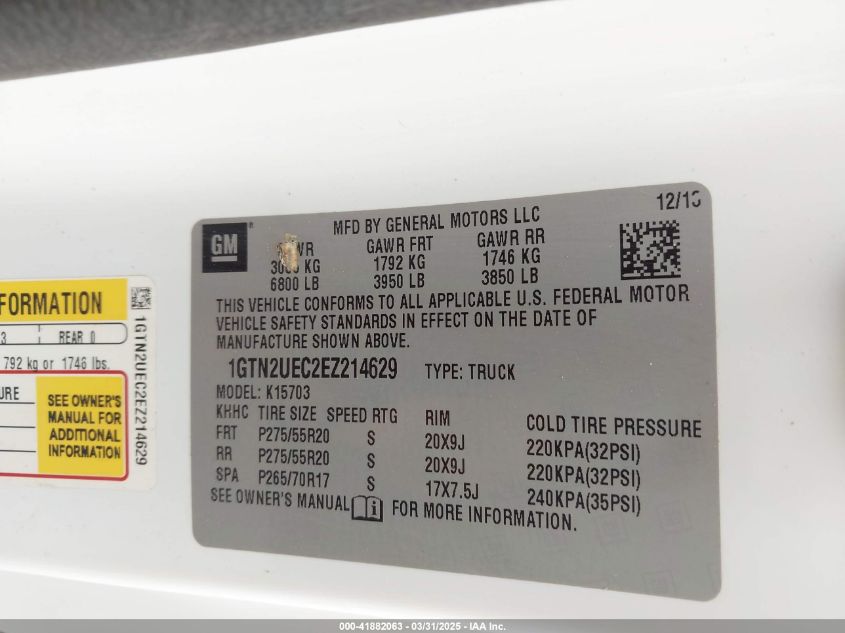 12/13
GM
®
MFD BY GENERAL MOTORS LLC
GAWR FRT GAWR RR
KG 1792 KG 1746 KG
6800 LB 3950 LB 3850 LB
THIS VEHICLE CONFORMS TO ALL APPLICABLE U.S. FEDERAL MOTOR
VEHICLE SAFETY STANDARDS IN EFFECT ON THE DATE OF
MANUFACTURE SHOWN ABOVE.
1GTN2UEC2EZ214629 TYPE: TRUCK
MODEL: K15703
KHHC TIRE SIZE SPEED RTG RIM COLD TIRE PRESSURE
FRT P275/55R20 S 20X9J 220KPA(32PSI)
RR P275/55R20 S 20X9J 220KPA(32PSI)
SPA P265/70R17 S 17X7.5J 240KPA(35PSI)
SEE OWNER'S MANUAL i FOR MORE INFORMATION.
FORMATION
3 REAR 0
792 kg or 1746 lbs.
URE
SEE OWNER'S
MANUAL FOR
ADDITIONAL
INFORMATION
1GTN2UEC2EZ214629
000-41882063 - 03/31/2025 - IAA Inc.